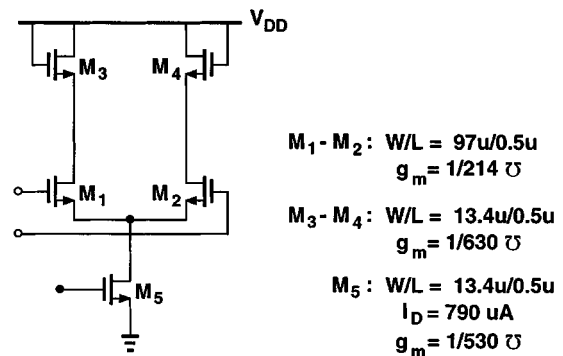 V_DD
M_3
M_4
M_1
M_2
M_5
M_1 - M_2 : W/L = 97u/0.5u
g_m = 1/214 ℧
M_3 - M_4 : W/L = 13.4u/0.5u
g_m = 1/630 ℧
M_5 : W/L = 13.4u/0.5u
I_D = 790 uA
g_m = 1/530 ℧